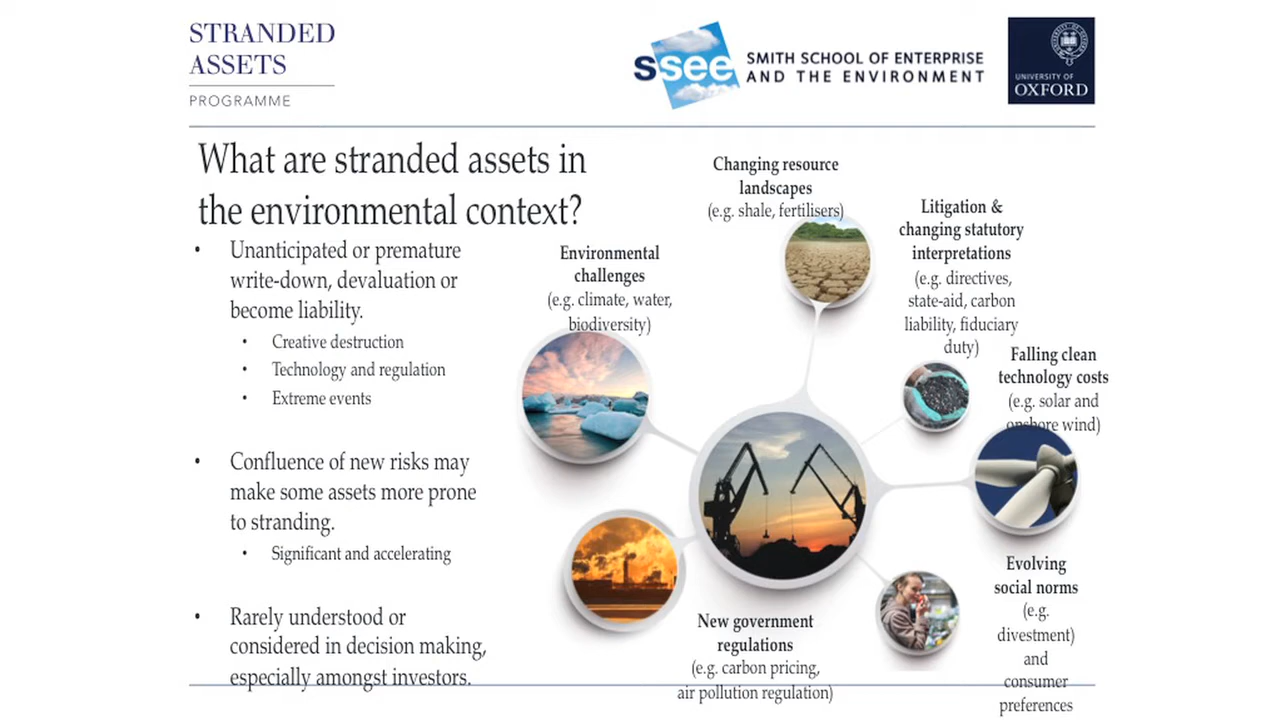 STRANDED
ASSETS
PROGRAMME
ssee
SMITH SCHOOL OF ENTERPRISE
AND THE ENVIRONMENT
UNIVERSITY OF
OXFORD
What are stranded assets in
the environmental context?
• Unanticipated or premature
write-down, devaluation or
become liability.
• Creative destruction
• Technology and regulation
• Extreme events
• Confluence of new risks may
make some assets more prone
to stranding.
• Significant and accelerating
• Rarely understood or
considered in decision making,
especially amongst investors.
Environmental
challenges
(e.g. climate, water,
biodiversity)
Changing resource
landscapes
(e.g. shale, fertilisers)
Litigation &
changing statutory
interpretations
(e.g. directives,
state-aid, carbon
liability, fiduciary
duty)
Falling clean
technology costs
(e.g. solar and
onshore wind)
Evolving
social norms
(e.g.
divestment)
and
consumer
preferences
New government
regulations
(e.g. carbon pricing,
air pollution regulation)